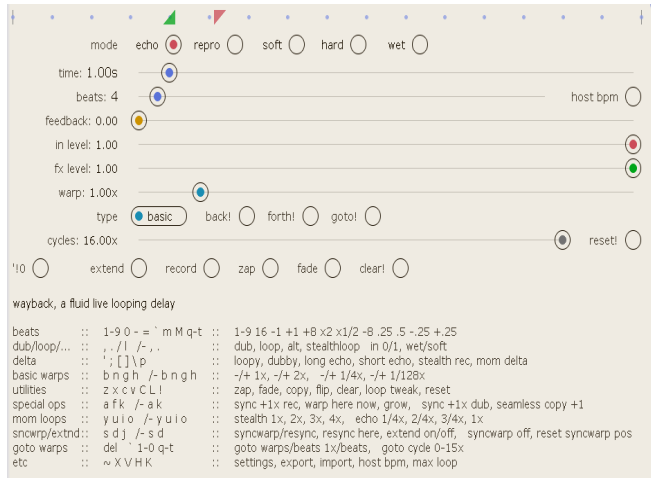 mode echo repro soft hard wet
time: 1.00s
beats: 4 host bpm
feedback: 0.00
in level: 1.00
fx level: 1.00
warp: 1.00x
type basic back! forth! goto!
cycles: 16.00x reset!
'!0 extend record zap fade clear!
wayback, a fluid live looping delay
beats :: 1-9 0 - = ` m M q-t :: 1-9 16 -1 +1 +8 x2 x1/2 -8 .25 .5 -.25 +.25
dub/loop/... :: , . / l /- , . :: dub, loop, alt, stealthloop in 0/1, wet/soft
delta :: ' ; [ ] \ p :: loopy, dubby, long echo, short echo, stealth rec, mom delta
basic warps :: b n g h /- b n g h :: -/+ 1x, -/+ 2x, -/+ 1/4x, -/+ 1/128x
utilities :: z x c v C L ! :: zap, fade, copy, flip, clear, loop tweak, reset
special ops :: a f k /- a k :: sync +1x rec, warp here now, grow, sync +1x dub, seamless copy +1
mom loops :: y u i o /- y u i o :: stealth 1x, 2x, 3x, 4x, echo 1/4x, 2/4x, 3/4x, 1x
sncwrp/extnd:: s d j /- s d :: syncwarp/resync, resync here, extend on/off, syncwarp off, reset syncwarp pos
goto warps :: del ` 1-0 q-t :: goto warps/beats 1x/beats, goto cycle 0-15x
etc :: ~ X V H K :: settings, export, import, host bpm, max loop